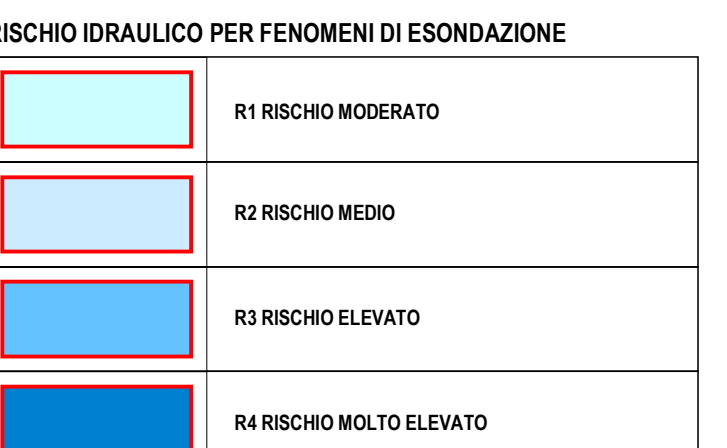 RISCHIO IDRAULICO PER FENOMENI DI ESONDAZIONE
R1 RISCHIO MODERATO
R2 RISCHIO MEDIO
R3 RISCHIO ELEVATO
R4 RISCHIO MOLTO ELEVATO